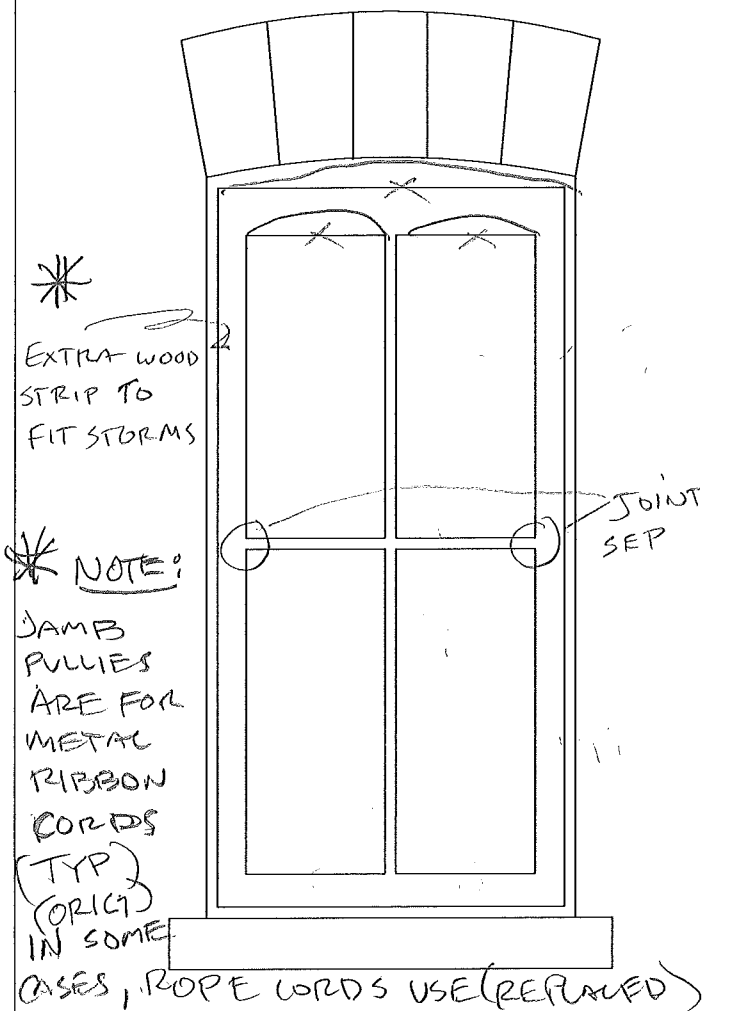 EXTRA WOOD
STRIP TO
FIT STORMS
JOINT
SEP
NOTE:
JAMB
PULLIES
ARE FOR
METAL
RIBBON
CORDS
(TYP)
(ORIG)
IN SOME
CASES, ROPE CORDS USE (REPLACED)